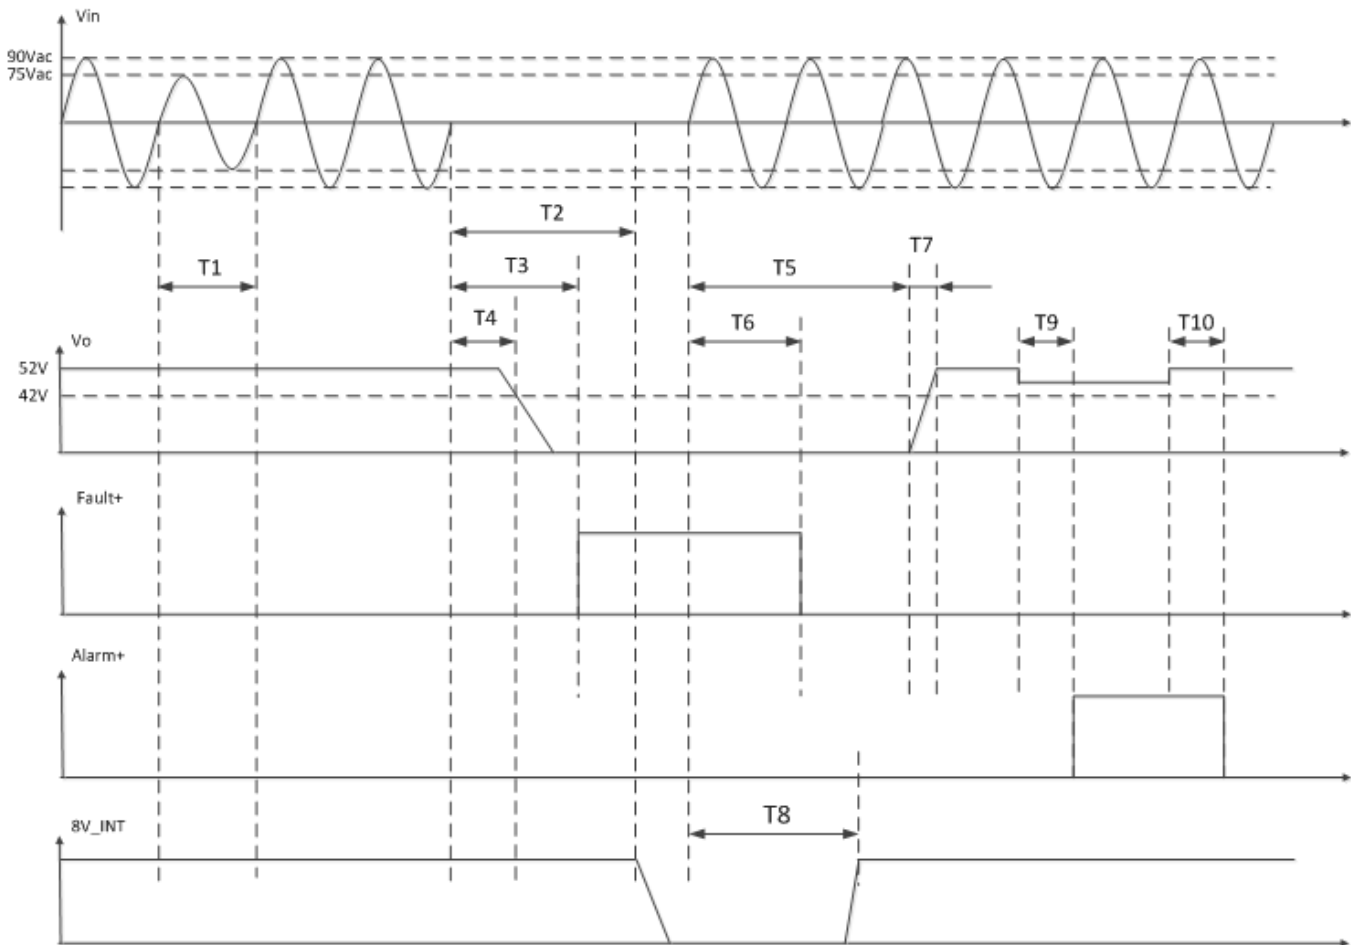 Vin
90Vac
75Vac
T2
T7
T1
T3
T5
T4
T6
T9
T10
Vo
52V
42V
Fault+
Alarm+
T8
8V_INT